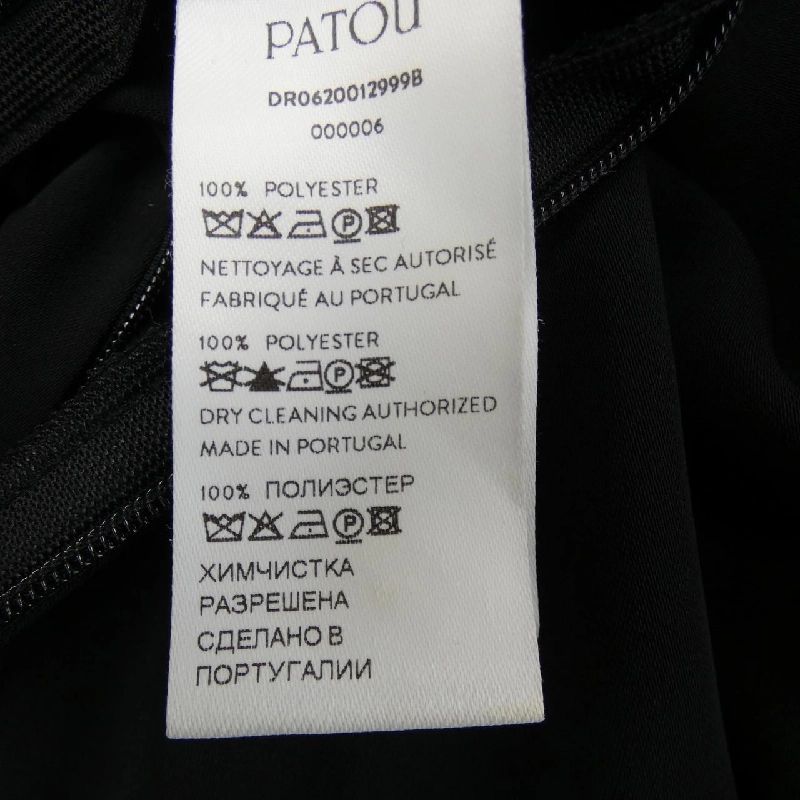 PATOU
DR0620012999B
000006
100% POLYESTER
P
NETTOYAGE À SEC AUTORISÉ
FABRIQUÉ AU PORTUGAL
100% POLYESTER
P
DRY CLEANING AUTHORIZED
MADE IN PORTUGAL
100% ПОЛИЭСТЕР
P
ХИМЧИСТКА
РАЗРЕШЕНА
СДЕЛАНО В
ПОРТУГАЛИИ